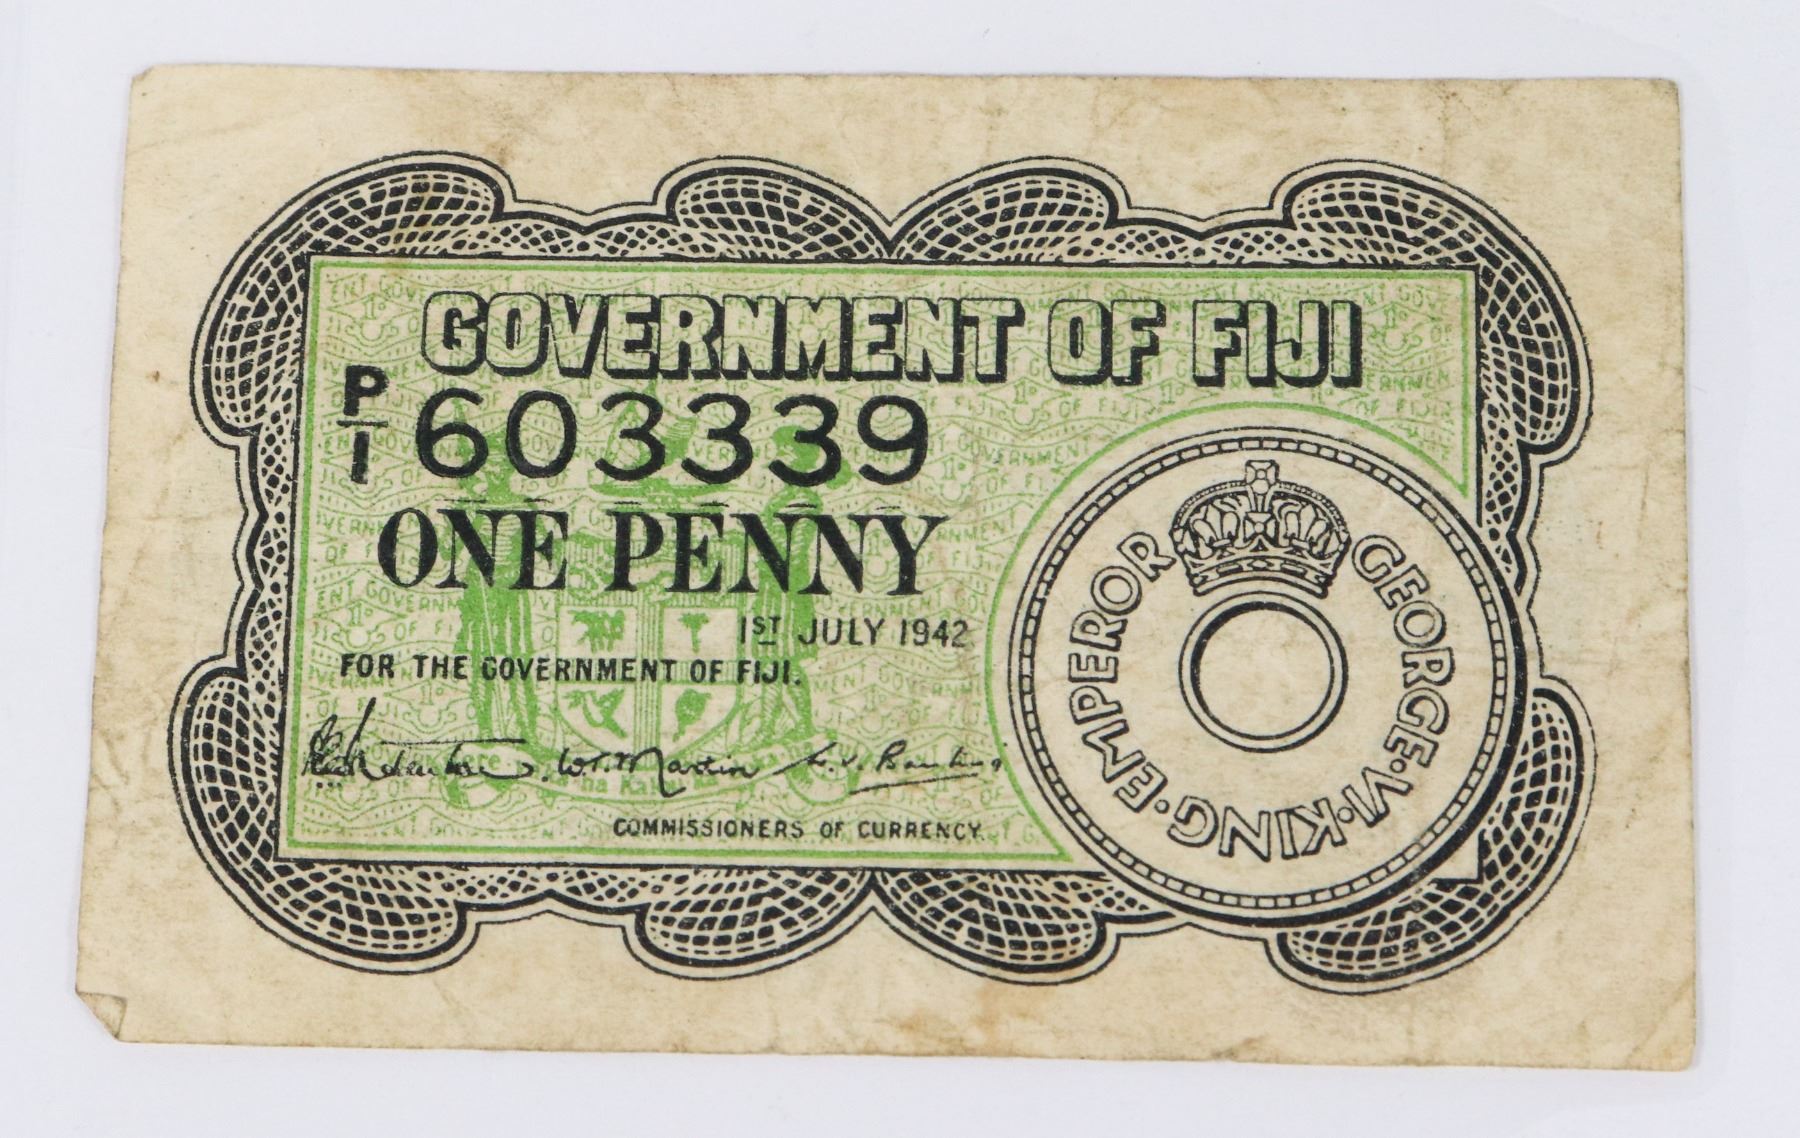 GOVERNMENT OF FIJI
P/1 603339
ONE PENNY
1ST JULY 1942
FOR THE GOVERNMENT OF FIJI.
W.T. Martin
COMMISSIONERS OF CURRENCY.
GEORGE·VI·KING·EMPEROR